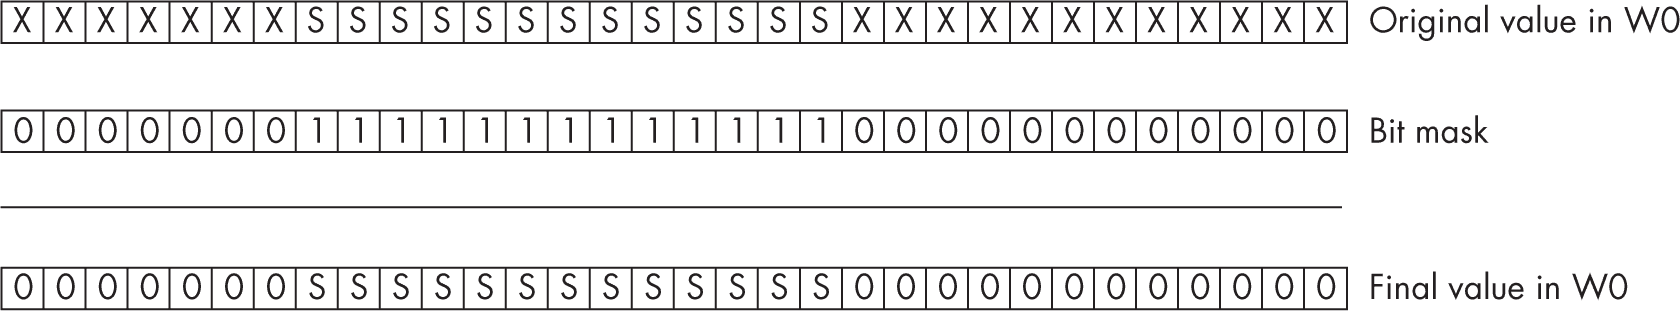 X X X X X X X S S S S S S S S S S S S S X X X X X X X X X X X X Original value in W0
0 0 0 0 0 0 0 1 1 1 1 1 1 1 1 1 1 1 1 1 0 0 0 0 0 0 0 0 0 0 0 0 Bit mask
0 0 0 0 0 0 0 S S S S S S S S S S S S S 0 0 0 0 0 0 0 0 0 0 0 0 Final value in W0